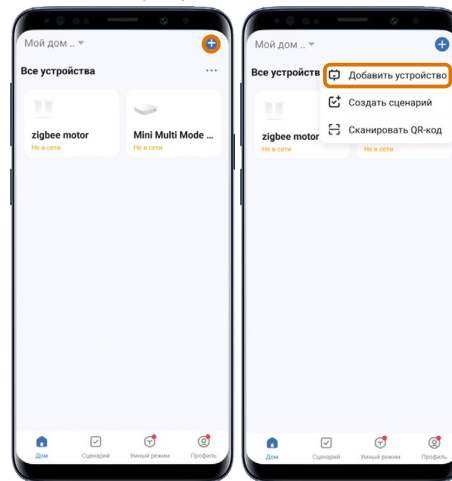 Мой дом ..
Все устройства
zigbee motor
Не в сети
Mini Multi Mode ...
Не в сети
Дом
Сценарий
Умный режим
Профиль
Мой дом ..
Все устройств
Добавить устройство
Создать сценарий
Сканировать QR-код
zigbee motor
Не в сети
Не в сети
Дом
Сценарий
Умный режим
Профиль